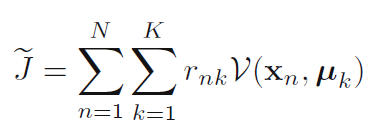 J̃ = ∑_{n=1}^{N} ∑_{k=1}^{K} r_{nk} 𝒱(𝐱_n, 𝛍_k)